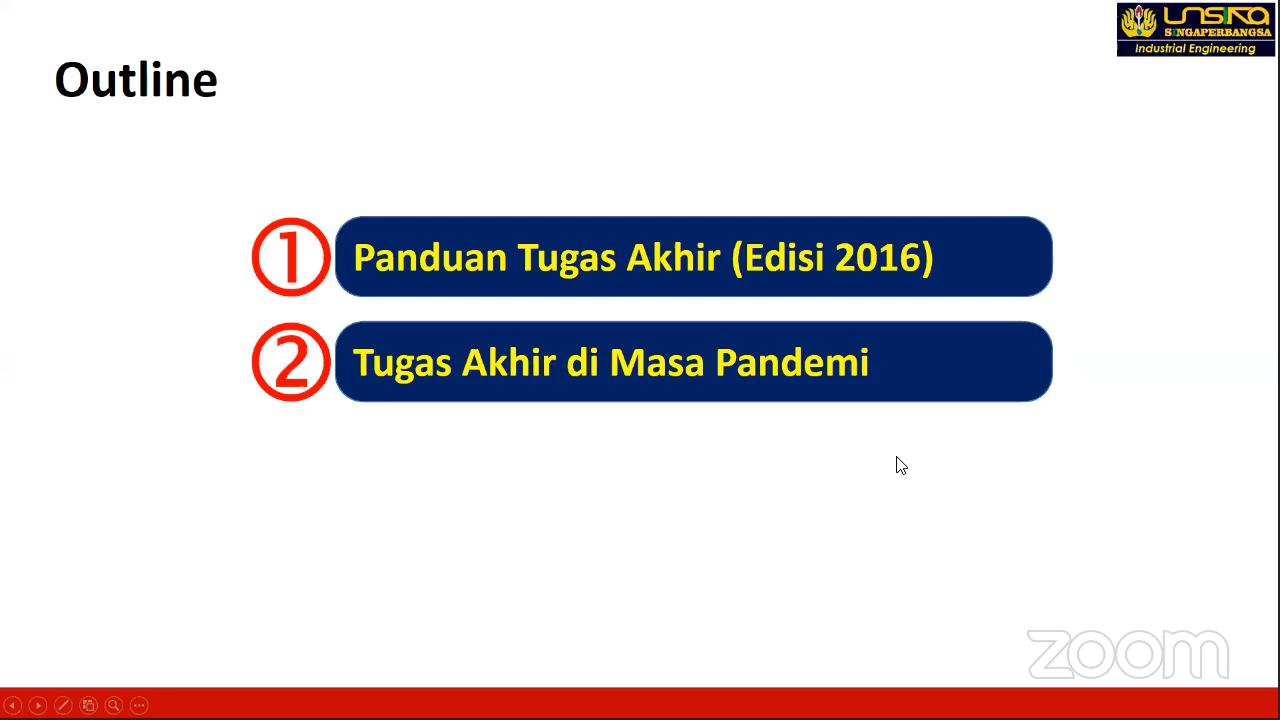 UNSIKA
SINGAPERBANGSA
Industrial Engineering
Outline
1 Panduan Tugas Akhir (Edisi 2016)
2 Tugas Akhir di Masa Pandemi
zoom